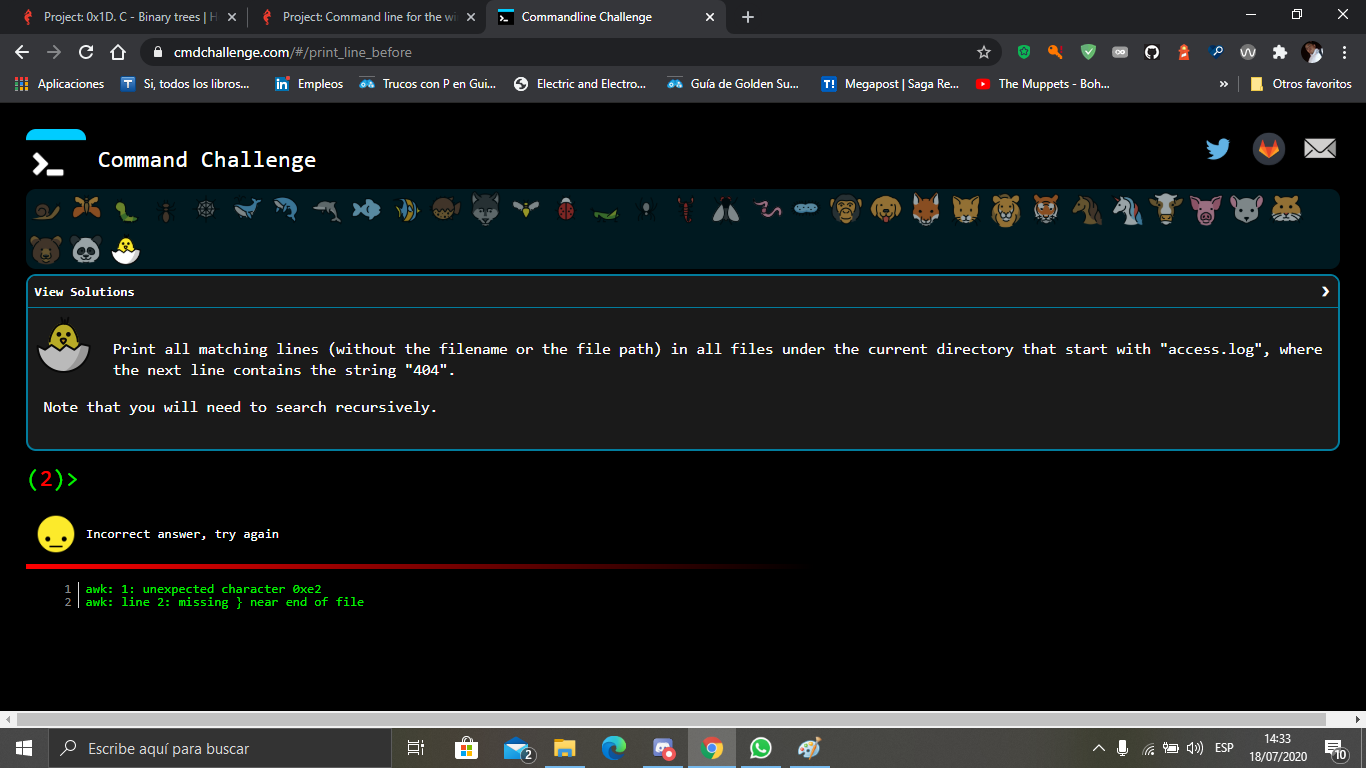 Project: 0x1D. C - Binary trees | H
Project: Command line for the wi
Commandline Challenge
cmdchallenge.com/#/print_line_before
Aplicaciones
Si, todos los libros...
Empleos
Trucos con P en Gui...
Electric and Electro...
Guía de Golden Su...
T!
Megapost | Saga Re...
The Muppets - Boh...
»
Otros favoritos
Command Challenge
View Solutions
Print all matching lines (without the filename or the file path) in all files under the current directory that start with "access.log", where
the next line contains the string "404".
Note that you will need to search recursively.
(2)>
Incorrect answer, try again
1 awk: 1: unexpected character 0xe2
2 awk: line 2: missing } near end of file
Escribe aquí para buscar
2
ESP
14:33
18/07/2020
10